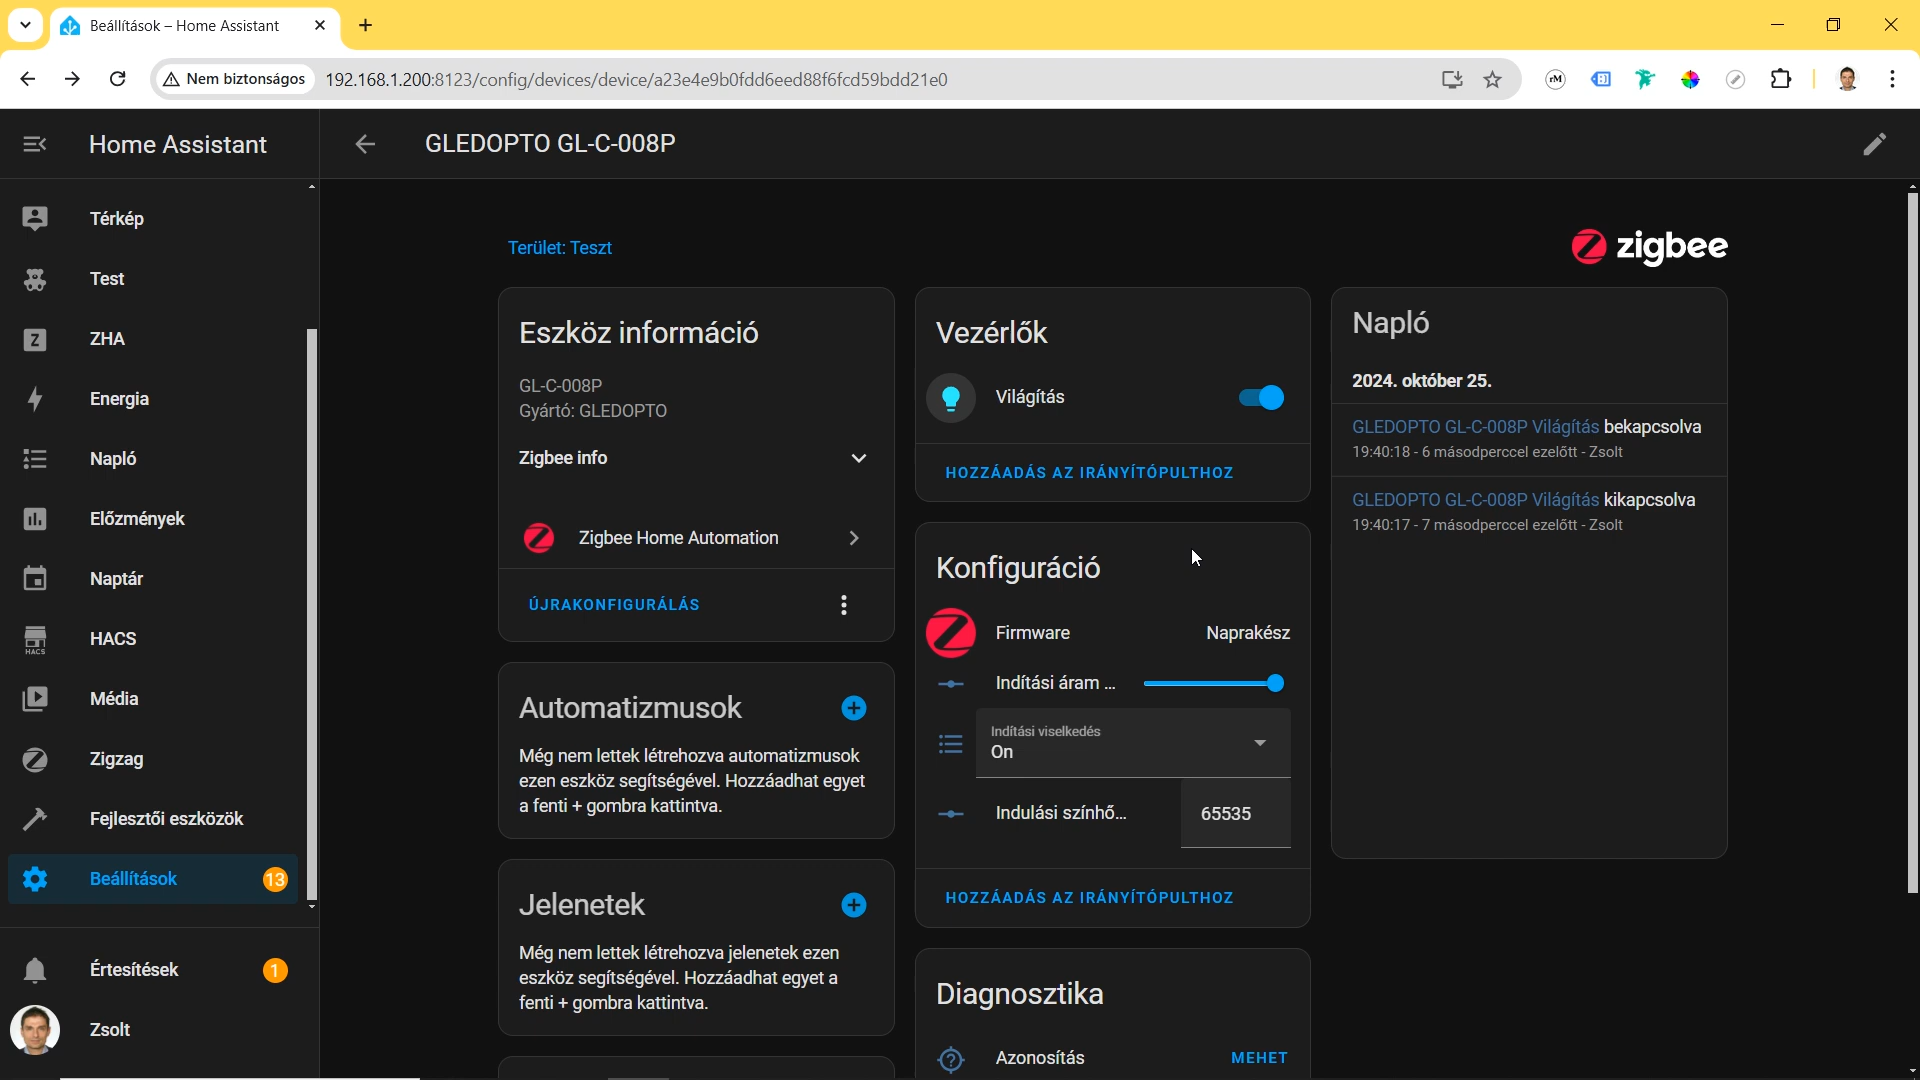 Beállítások – Home Assistant
Nem biztonságos
192.168.1.200:8123/config/devices/device/a23e4e9b0fdd6eed88f6fcd59bdd21e0
rM
Home Assistant
GLEDOPTO GL-C-008P
Térkép
Test
ZHA
Energia
Napló
Előzmények
Naptár
HACS
HACS
Média
Zigzag
Fejlesztői eszközök
Beállítások
13
Értesítések
1
Zsolt
Terület: Teszt
zigbee
Eszköz információ
GL-C-008P
Gyártó: GLEDOPTO
Zigbee info
Zigbee Home Automation
ÚJRAKONFIGURÁLÁS
Automatizmusok
Még nem lettek létrehozva automatizmusok
ezen eszköz segítségével. Hozzáadhat egyet
a fenti + gombra kattintva.
Jelenetek
Még nem lettek létrehozva jelenetek ezen
eszköz segítségével. Hozzáadhat egyet a
fenti + gombra kattintva.
Vezérlők
Világítás
HOZZÁADÁS AZ IRÁNYÍTÓPULTHOZ
Konfiguráció
Firmware
Naprakész
Indítási áram ...
Indítási viselkedés
On
Indulási színhő...
65535
HOZZÁADÁS AZ IRÁNYÍTÓPULTHOZ
Diagnosztika
Azonosítás
MEHET
Napló
2024. október 25.
GLEDOPTO GL-C-008P Világítás bekapcsolva
19:40:18 - 6 másodperccel ezelőtt - Zsolt
GLEDOPTO GL-C-008P Világítás kikapcsolva
19:40:17 - 7 másodperccel ezelőtt - Zsolt